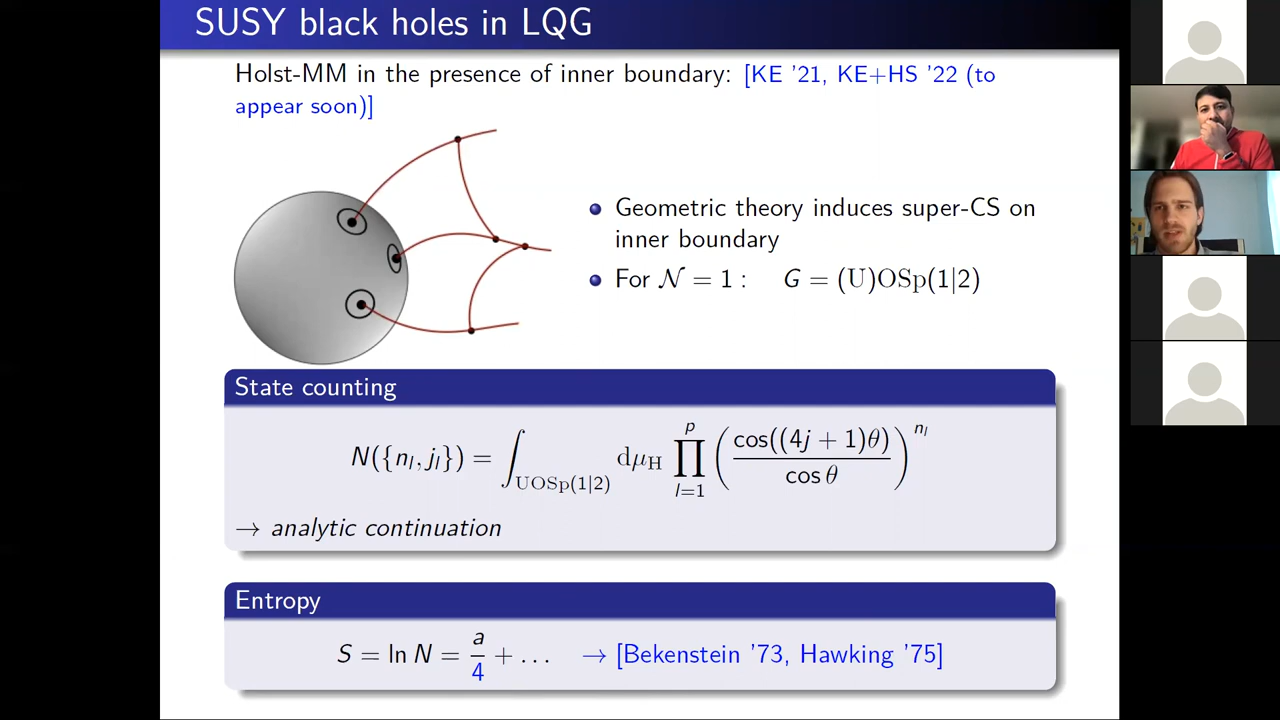 SUSY black holes in LQG
Holst-MM in the presence of inner boundary: [KE '21, KE+HS '22 (to
appear soon)]
• Geometric theory induces super-CS on
inner boundary
• For 𝒩 = 1 : G = (U)OSp(1|2)
State counting
N({n_l, j_l}) = ∫_{UOSp(1|2)} dμ_H ∏_{l=1}^{p} (cos((4j + 1)θ) / cos θ)^{n_l}
→ analytic continuation
Entropy
S = ln N = a/4 + … → [Bekenstein '73, Hawking '75]